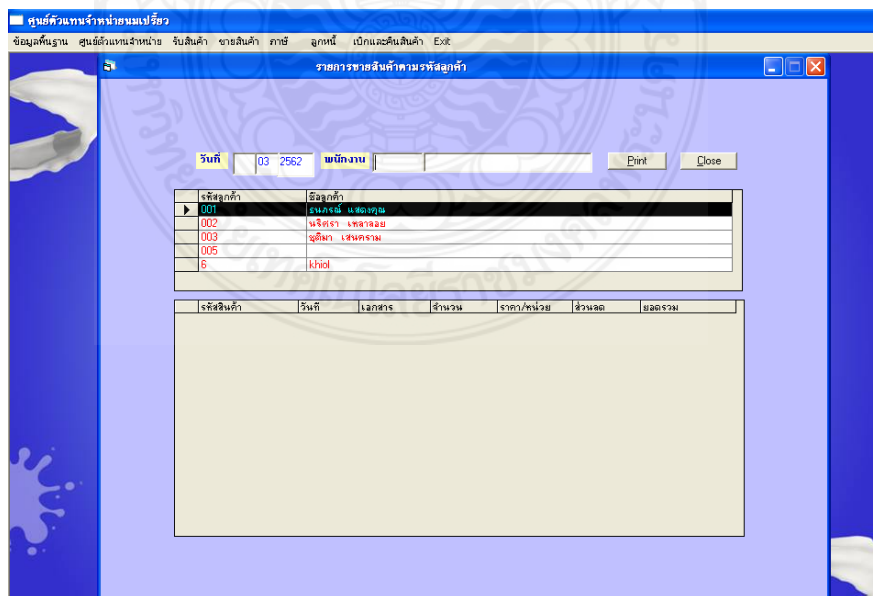 ศูนย์ตัวแทนจำหน่ายนมเปรี้ยว
ข้อมูลพื้นฐาน ศูนย์ตัวแทนจำหน่าย รับสินค้า ขายสินค้า ภาษี ลูกหนี้ เบิกและคืนสินค้า Exit
รายการขายสินค้าตามรหัสลูกค้า
วันที่ 03 2562 พนักงาน Print Close
รหัสลูกค้า ชื่อลูกค้า
001 ธนภรณ์ แสดงคุณ
002 นริศรา เหลาลอย
003 ชุติมา เสนคราม
005
6 khiol
รหัสสินค้า วันที่ เอกสาร จำนวน ราคา/หน่วย ส่วนลด ยอดรวม